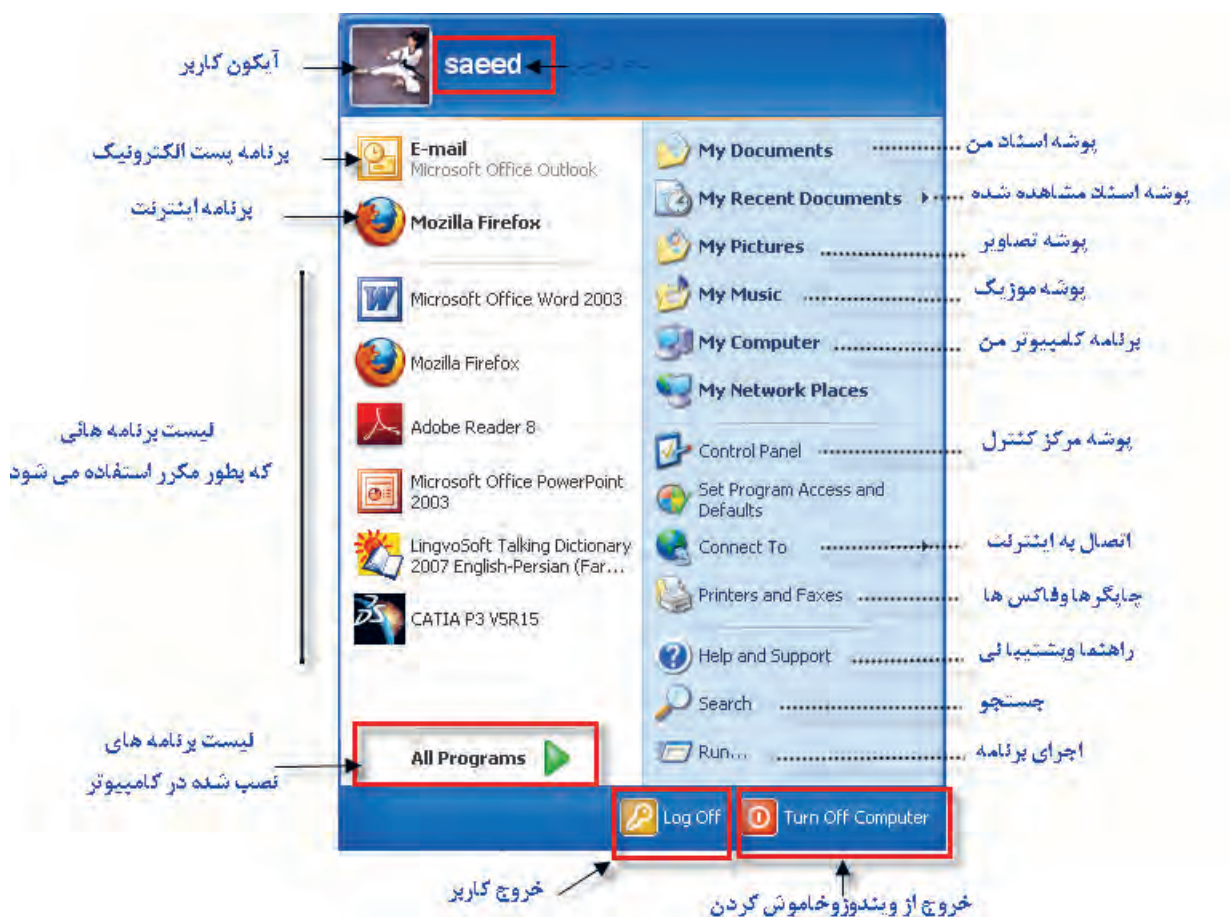 آیکون کاربر
saeed
برنامه پست الکترونیک
E-mail
Microsoft Office Outlook
برنامه اینترنت
Mozilla Firefox
لیست برنامه هائی
که بطور مکرر استفاده می شود
Microsoft Office Word 2003
Mozilla Firefox
Adobe Reader 8
Microsoft Office PowerPoint
2003
LingvoSoft Talking Dictionary
2007 English-Persian (Far...
CATIA P3 V5R15
لیست برنامه های
نصب شده در کامپیوتر
All Programs
My Documents
پوشه اسناد من
My Recent Documents
پوشه اسناد مشاهده شده
My Pictures
پوشه تصاویر
My Music
پوشه موزیک
My Computer
برنامه کامپیوتر من
My Network Places
Control Panel
پوشه مرکز کنترل
Set Program Access and
Defaults
Connect To
اتصال به اینترنت
Printers and Faxes
چاپگرها وفاکس ها
Help and Support
راهنما وپشتیبانی
Search
جستجو
Run...
اجرای برنامه
Log Off
Turn Off Computer
خروج کاربر
خروج از ویندوزوخاموش کردن